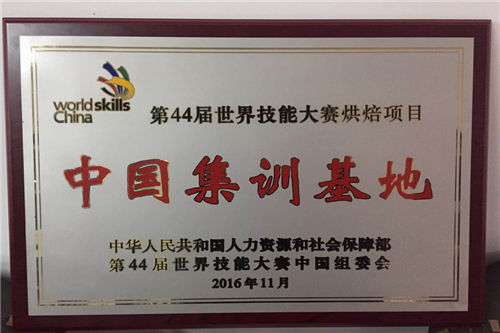 worldskills
China
第44届世界技能大赛烘焙项目
中国集训基地
中华人民共和国人力资源和社会保障部
第44届世界技能大赛中国组委会
2016年11月